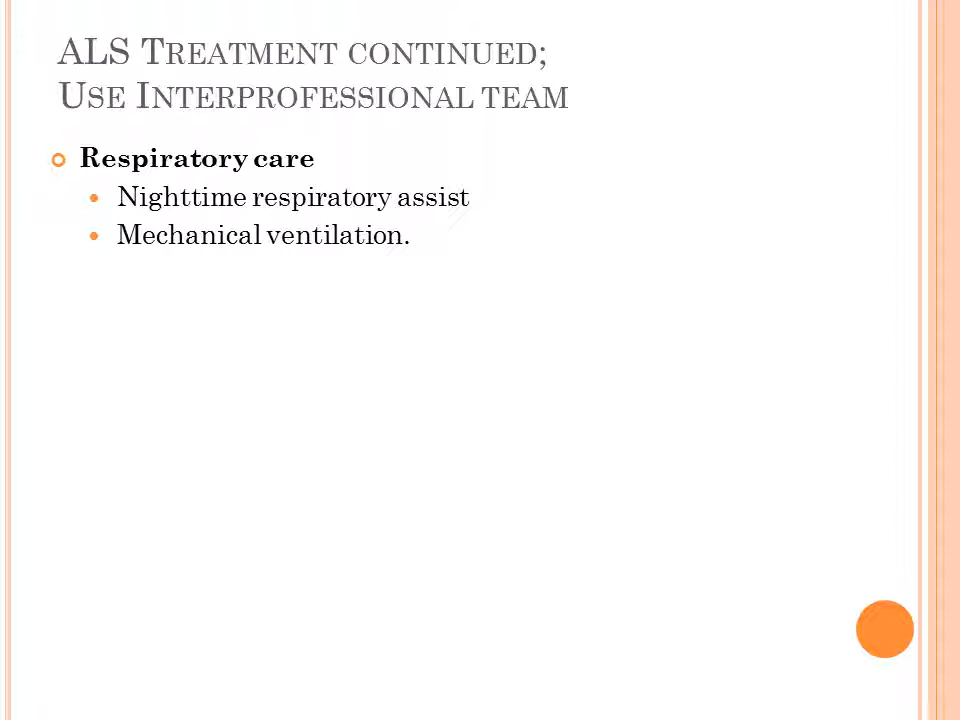 ALS Treatment continued;
Use Interprofessional team
Respiratory care
Nighttime respiratory assist
Mechanical ventilation.